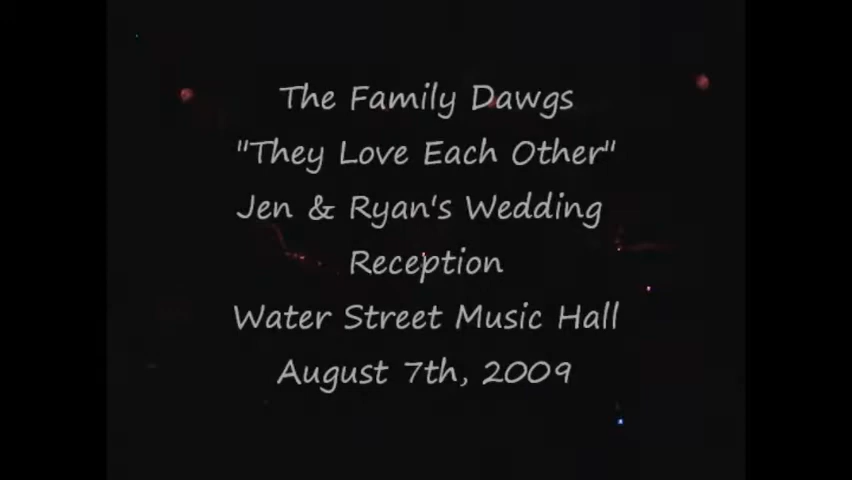 The Family Dawgs
"They Love Each Other"
Jen & Ryan's Wedding
Reception
Water Street Music Hall
August 7th, 2009